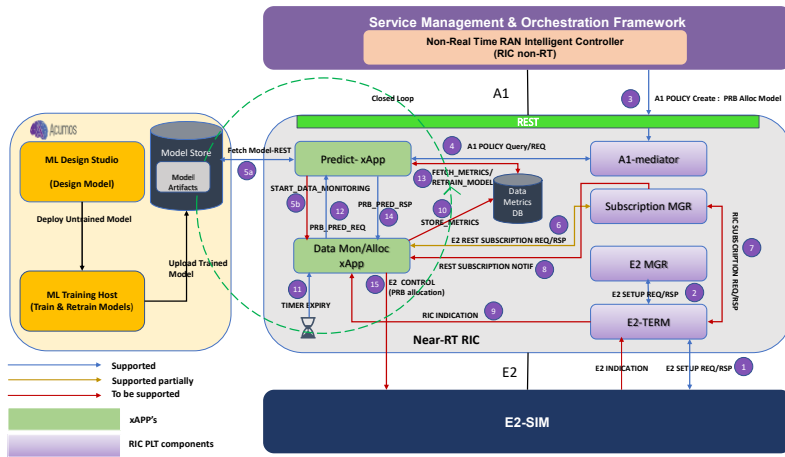 Service Management & Orchestration Framework
Non-Real Time RAN Intelligent Controller
(RIC non-RT)
A1
3
A1 POLICY Create : PRB Alloc Model
Closed Loop
REST
Acumos
ML Design Studio
(Design Model)
Deploy Untrained Model
ML Training Host
(Train & Retrain Models)
Model Store
Model
Artifacts
Upload Trained
Model
Fetch Model-REST
5a
Predict- xApp
4
A1 POLICY Query/REQ
A1-mediator
13
FETCH_METRICS/
RETRAIN_MODEL
START_DATA_MONITORING
5b
12
PRB_PRED_RSP
14
PRB_PRED_REQ
10
STORE_METRICS
Data
Metrics
DB
6
Subscription MGR
E2 REST SUBSCRIPTION REQ/RSP
7
RIC SUBSCRIPTION REQ/RSP
Data Mon/Alloc
xApp
REST SUBSCRIPTION NOTIF
8
E2 MGR
11
TIMER EXPIRY
15
E2 CONTROL
(PRB allocation)
E2 SETUP REQ/RSP
2
RIC INDICATION
9
E2-TERM
Near-RT RIC
E2
E2 INDICATION
E2 SETUP REQ/RSP
1
E2-SIM
Supported
Supported partially
To be supported
xAPP's
RIC PLT components